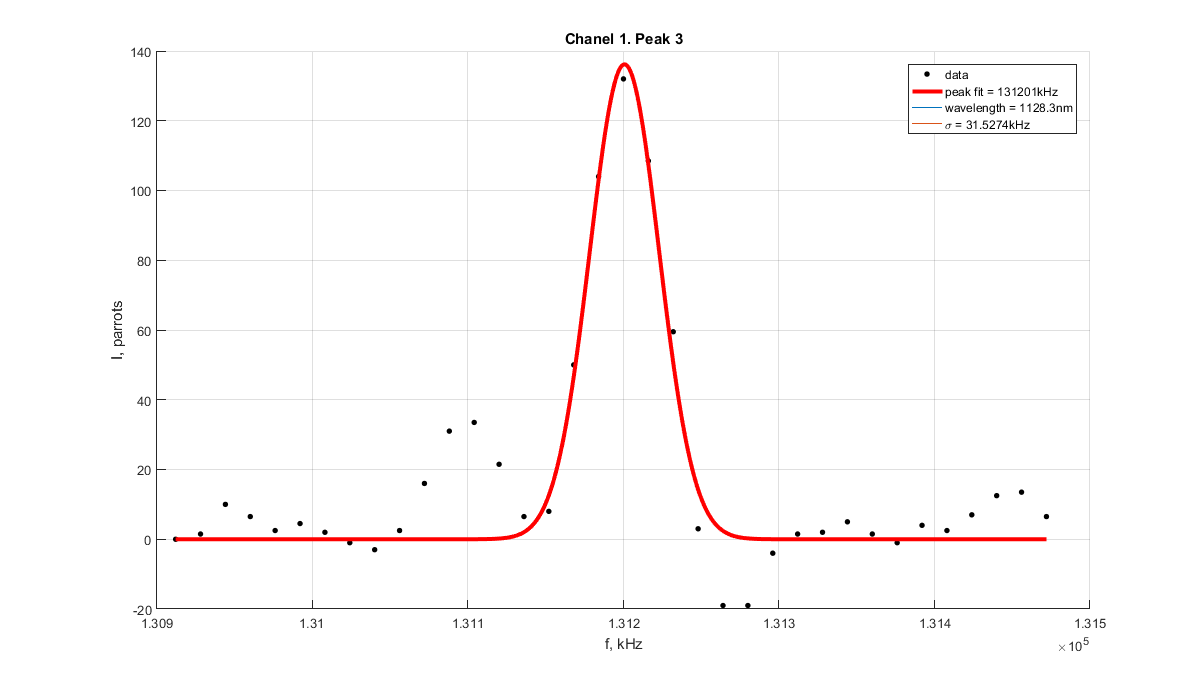 Chanel 1. Peak 3
data
peak fit = 131201kHz
wavelength = 1128.3nm
σ = 31.5274kHz
140
120
100
80
60
40
20
0
-20
I, parrots
1.309 1.31 1.311 1.312 1.313 1.314 1.315
f, kHz
×10⁵